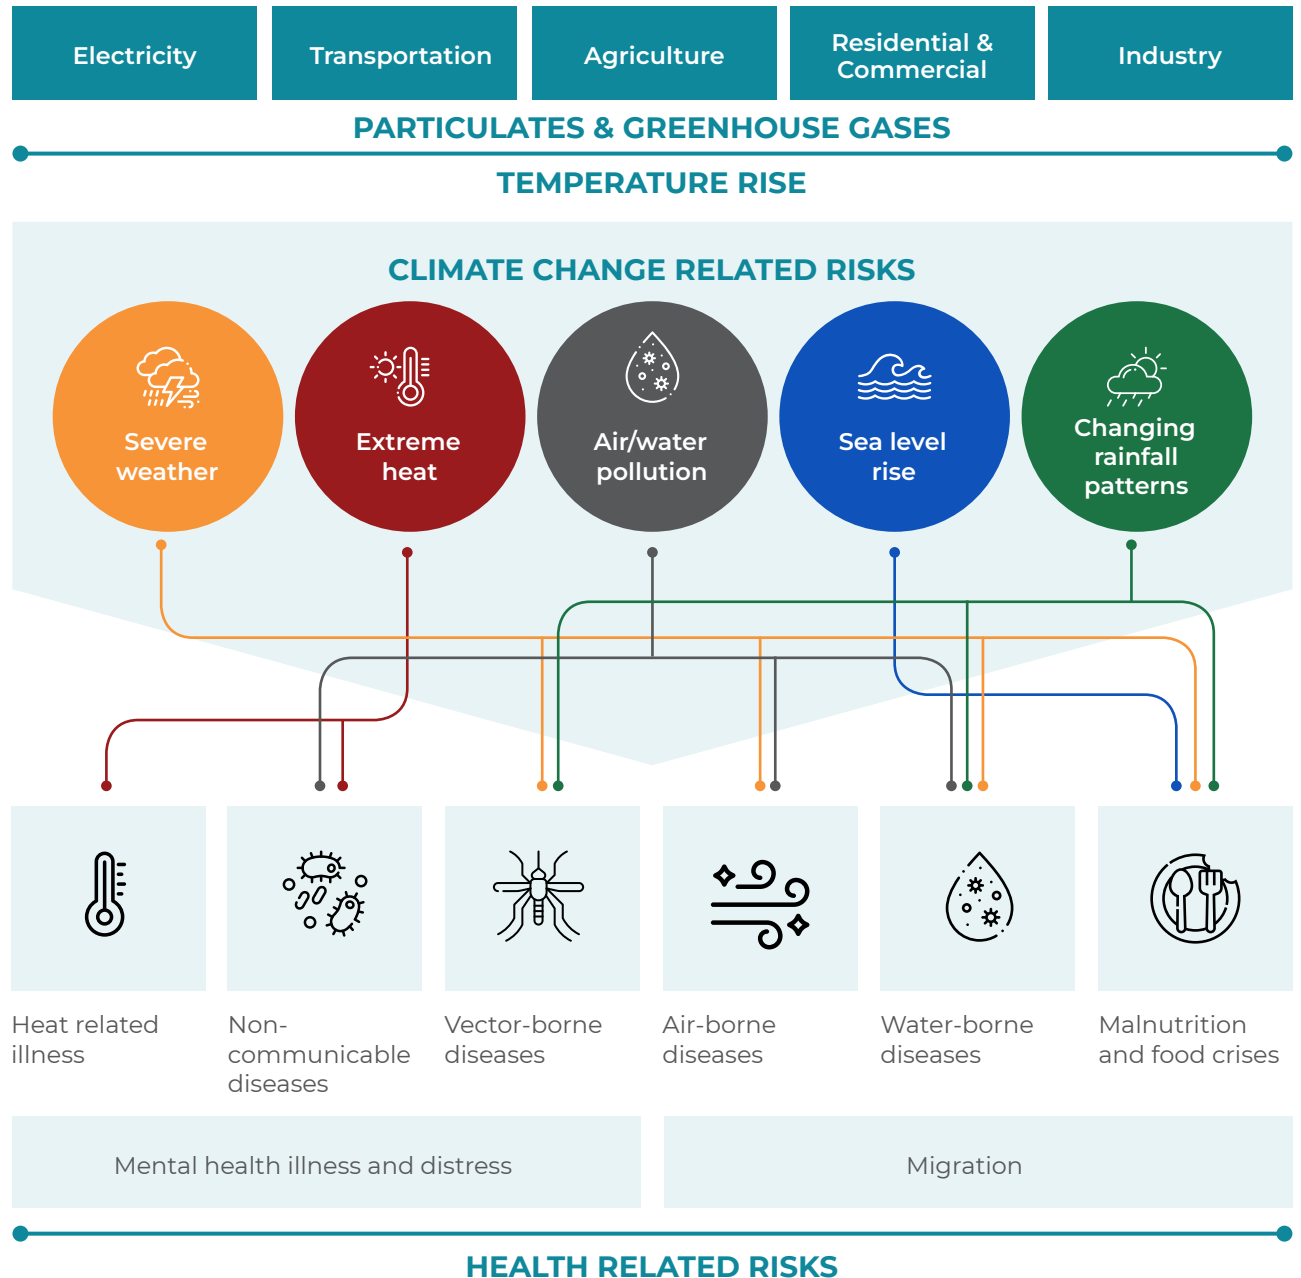 Electricity
Transportation
Agriculture
Residential &
Commercial
Industry
PARTICULATES & GREENHOUSE GASES
TEMPERATURE RISE
CLIMATE CHANGE RELATED RISKS
Severe
weather
Extreme
heat
Air/water
pollution
Sea level
rise
Changing
rainfall
patterns
Heat related
illness
Non-
communicable
diseases
Vector-borne
diseases
Air-borne
diseases
Water-borne
diseases
Malnutrition
and food crises
Mental health illness and distress
Migration
HEALTH RELATED RISKS